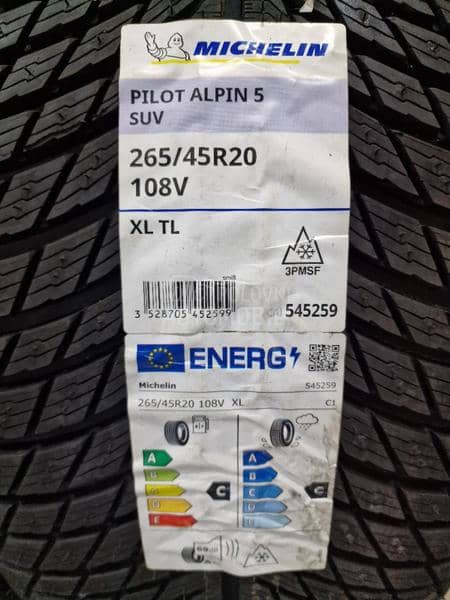 MICHELIN
PILOT ALPIN 5
SUV
265/45R20
108V
XL TL
3PMSF
3 528705 452599
CAI 545259
ENERG
Michelin 545259
265/45R20 108V XL C1
A A
B B
C C C C
D D
E E